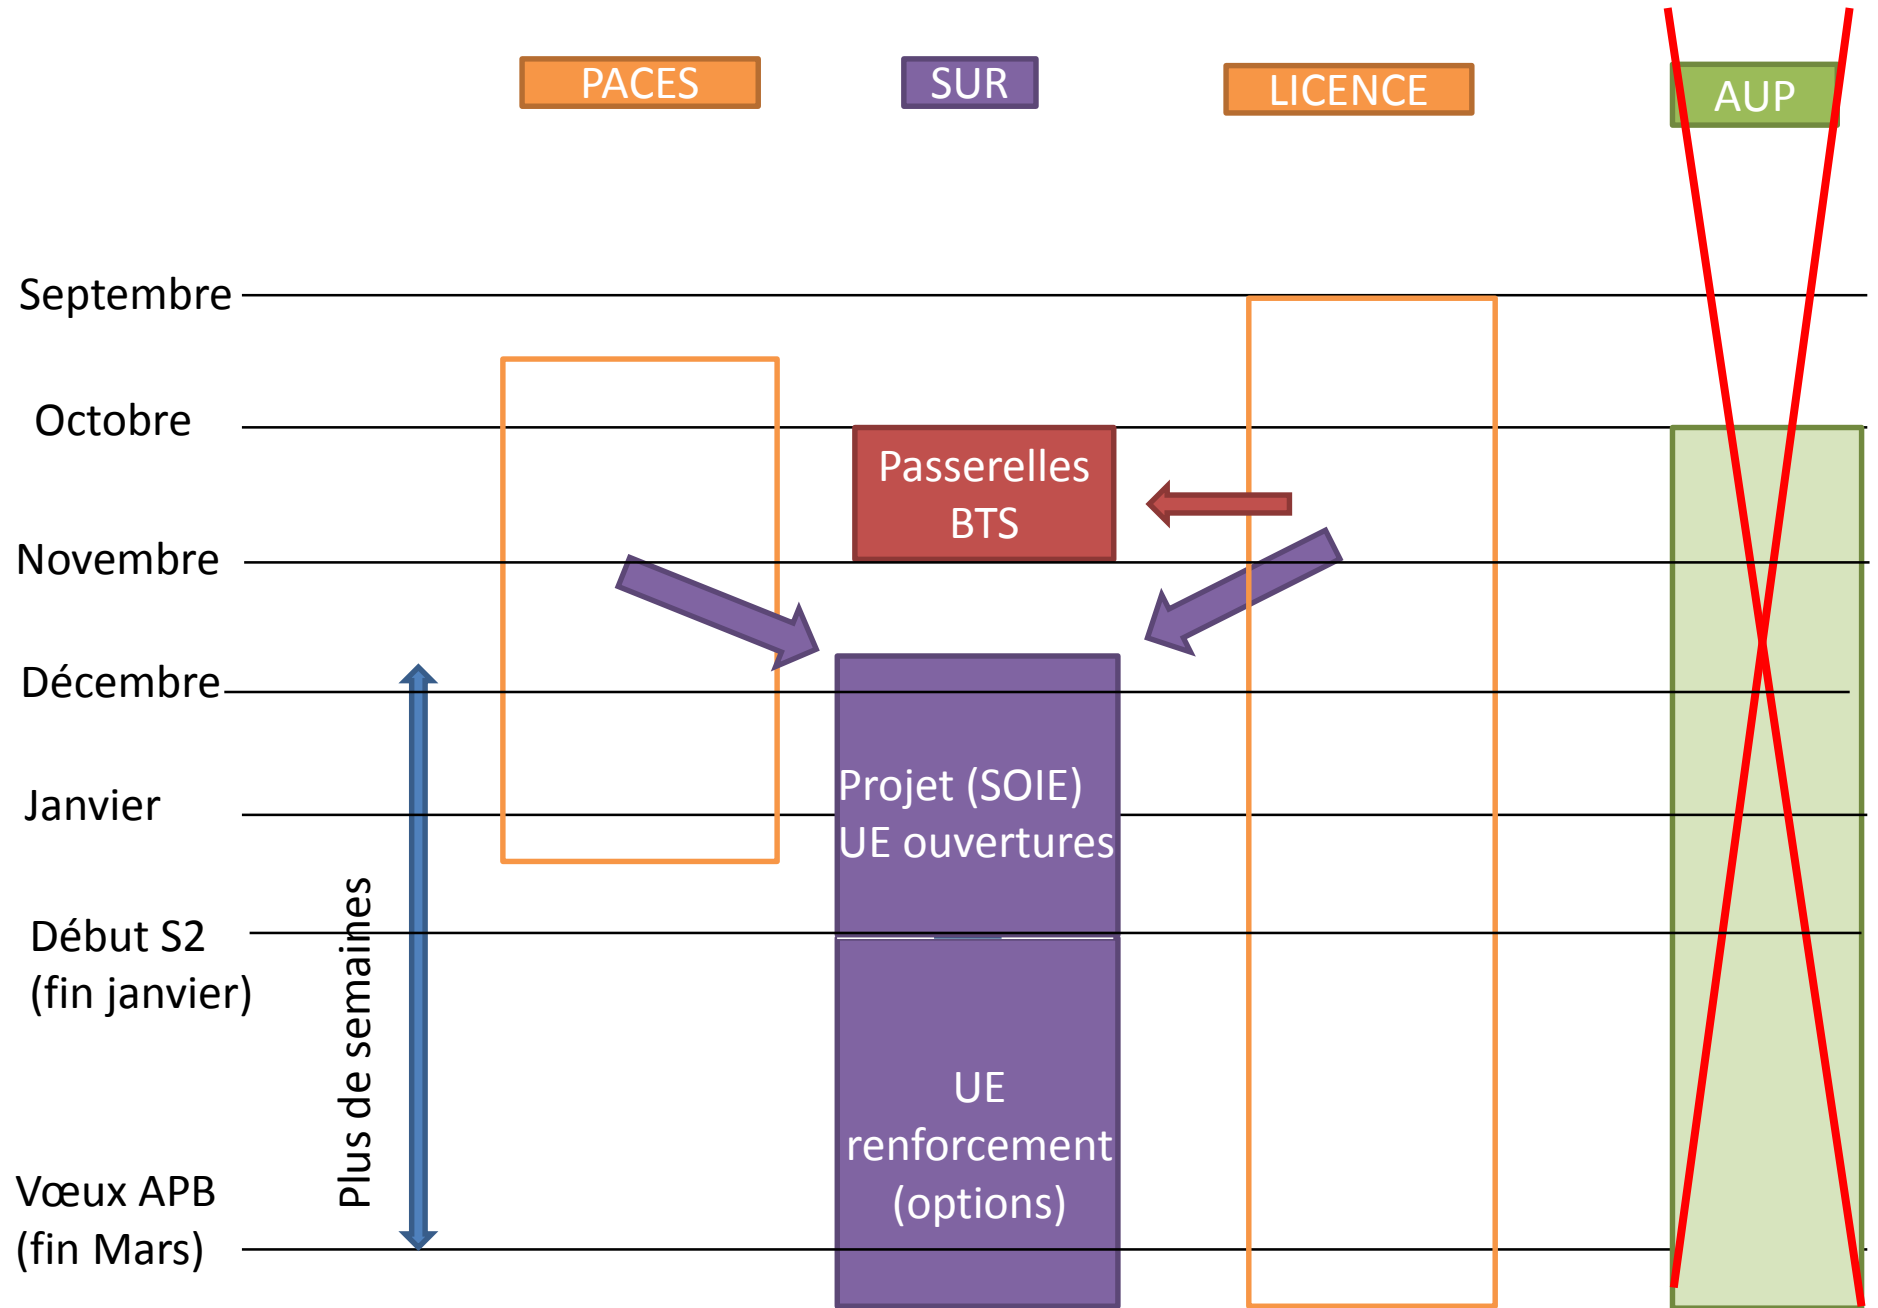 PACES
SUR
LICENCE
AUP
Septembre
Octobre
Passerelles
BTS
Novembre
Décembre
Projet (SOIE)
UE ouvertures
Janvier
Début S2
(fin janvier)
Plus de semaines
UE
renforcement
(options)
Vœux APB
(fin Mars)